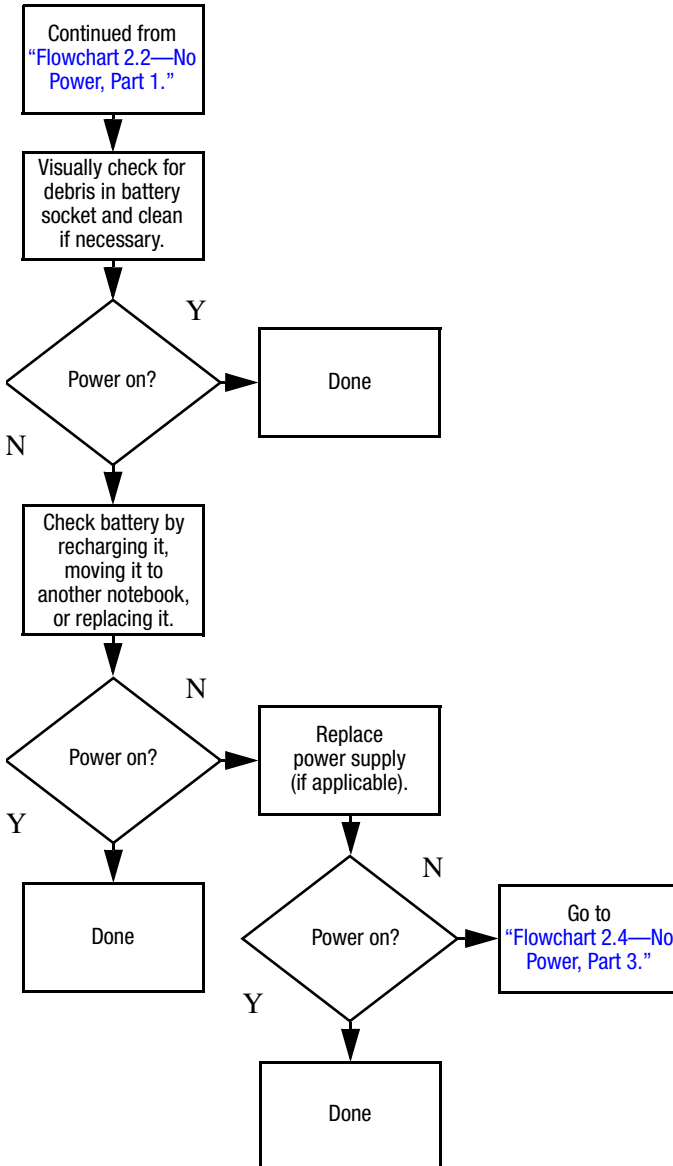 Continued from
“Flowchart 2.2—No
Power, Part 1.”
Visually check for
debris in battery
socket and clean
if necessary.
Y
Power on?
Done
N
Check battery by
recharging it,
moving it to
another notebook,
or replacing it.
N
Power on?
Replace
power supply
(if applicable).
Y
Done
N
Power on?
Go to
“Flowchart 2.4—No
Power, Part 3.”
Y
Done